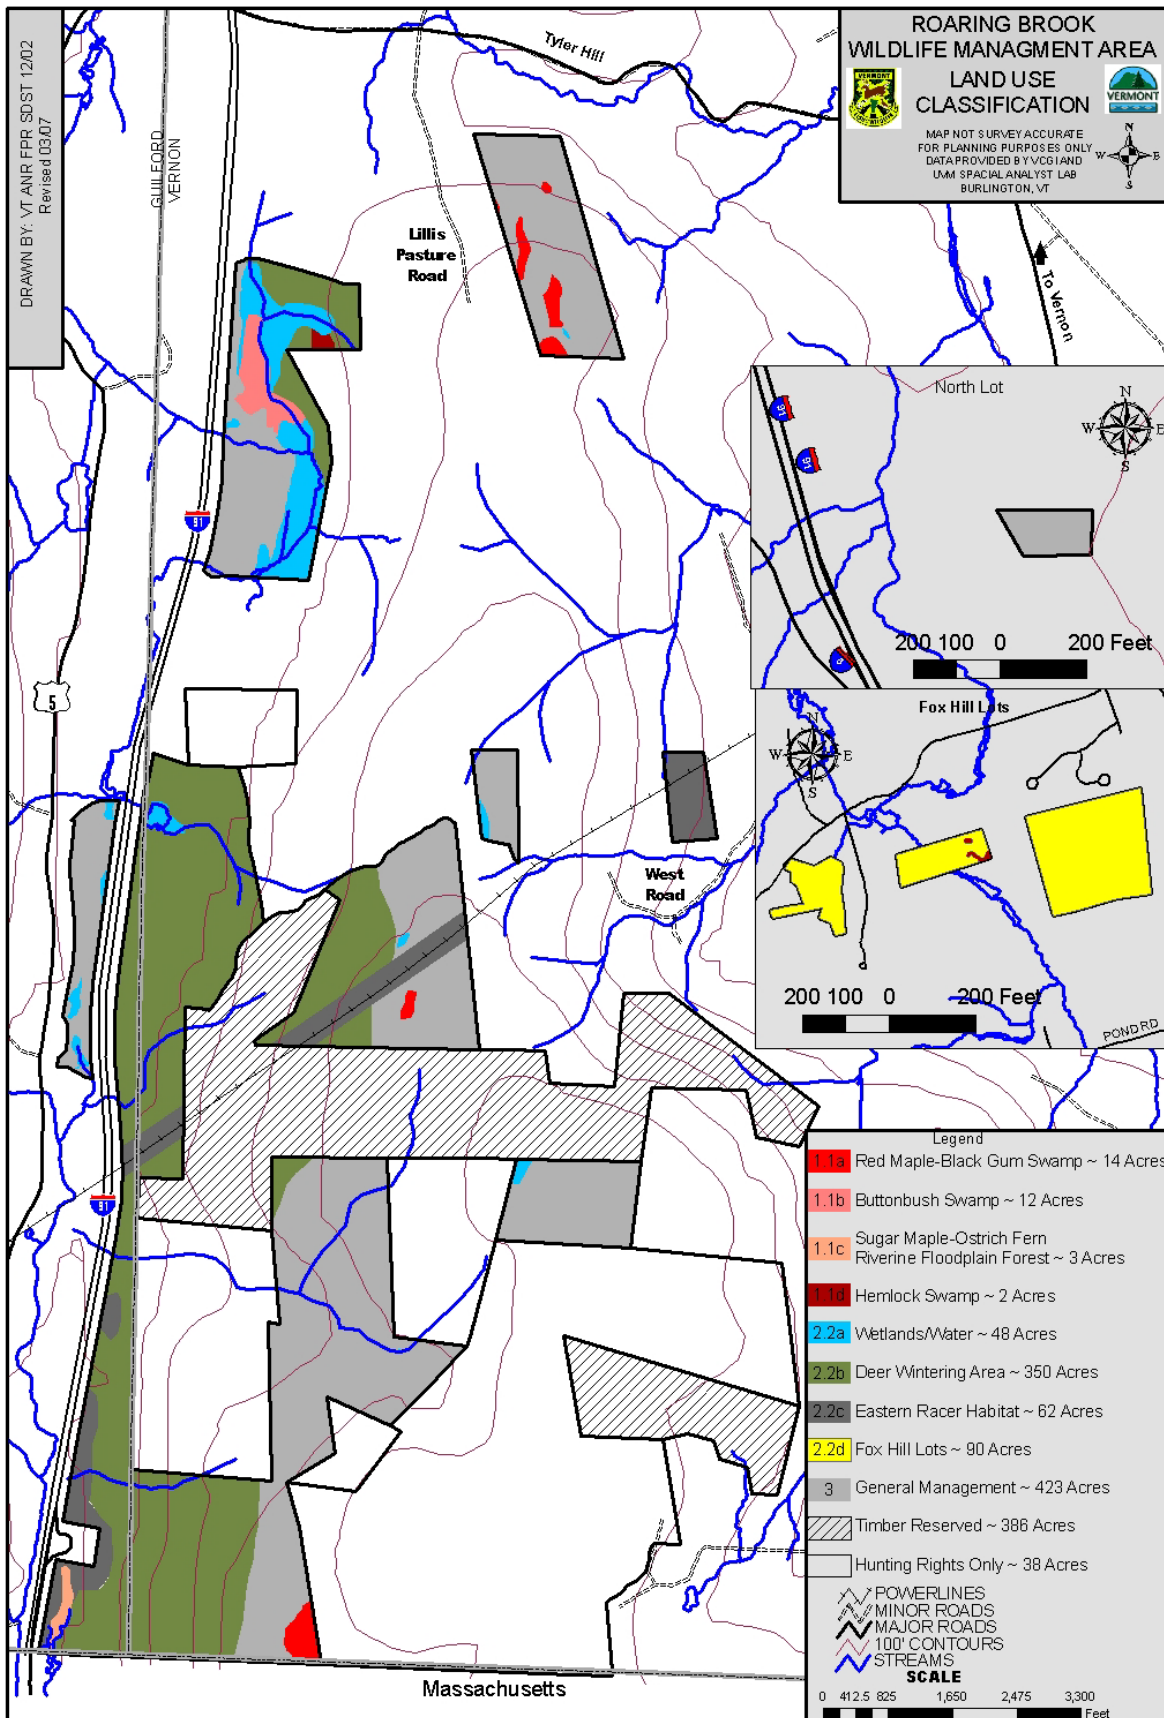 ROARING BROOK
WILDLIFE MANAGMENT AREA
LAND USE
CLASSIFICATION
VERMONT
VERMONT
MAP NOT SURVEY ACCURATE
FOR PLANNING PURPOSES ONLY
DATA PROVIDED BY VCGI AND
UVM SPACIAL ANALYST LAB
BURLINGTON, VT
N
W
E
S
DRAWN BY: VT ANR FPR SDST 12/02
Revised 03/07
GUILFORD
VERNON
Tyler Hill
Lillis
Pasture
Road
To Vernon
91
5
West
Road
91
Massachusetts
North Lot
N
W
E
S
91
91
200 100 0 200 Feet
Fox Hill Lots
N
W
E
S
200 100 0 200 Feet
POND RD
Legend
1.1a Red Maple-Black Gum Swamp ~ 14 Acres
1.1b Buttonbush Swamp ~ 12 Acres
1.1c Sugar Maple-Ostrich Fern
Riverine Floodplain Forest ~ 3 Acres
1.1d Hemlock Swamp ~ 2 Acres
2.2a Wetlands/Water ~ 48 Acres
2.2b Deer Wintering Area ~ 350 Acres
2.2c Eastern Racer Habitat ~ 62 Acres
2.2d Fox Hill Lots ~ 90 Acres
3 General Management ~ 423 Acres
Timber Reserved ~ 386 Acres
Hunting Rights Only ~ 38 Acres
POWERLINES
MINOR ROADS
MAJOR ROADS
100' CONTOURS
STREAMS
SCALE
0 412.5 825 1,650 2,475 3,300
Feet